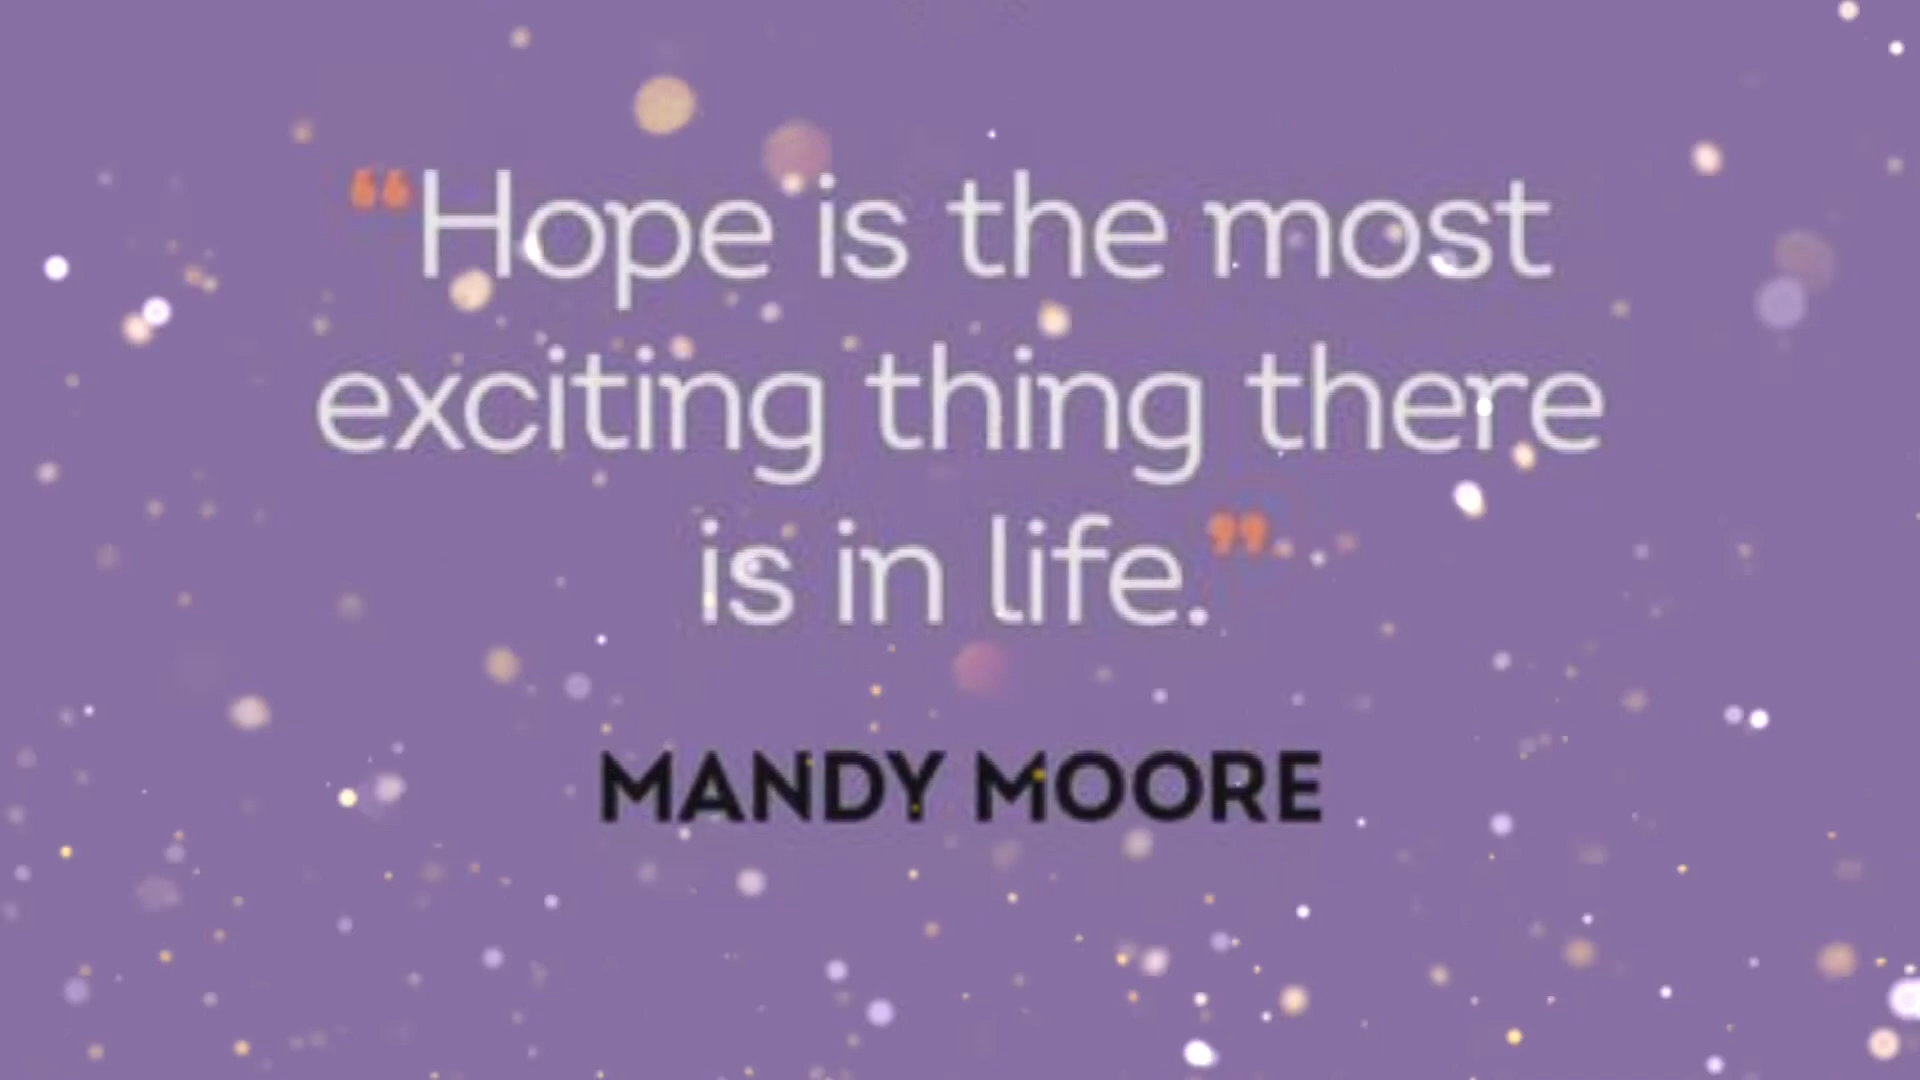 “Hope is the most
exciting thing there
is in life.”
MANDY MOORE